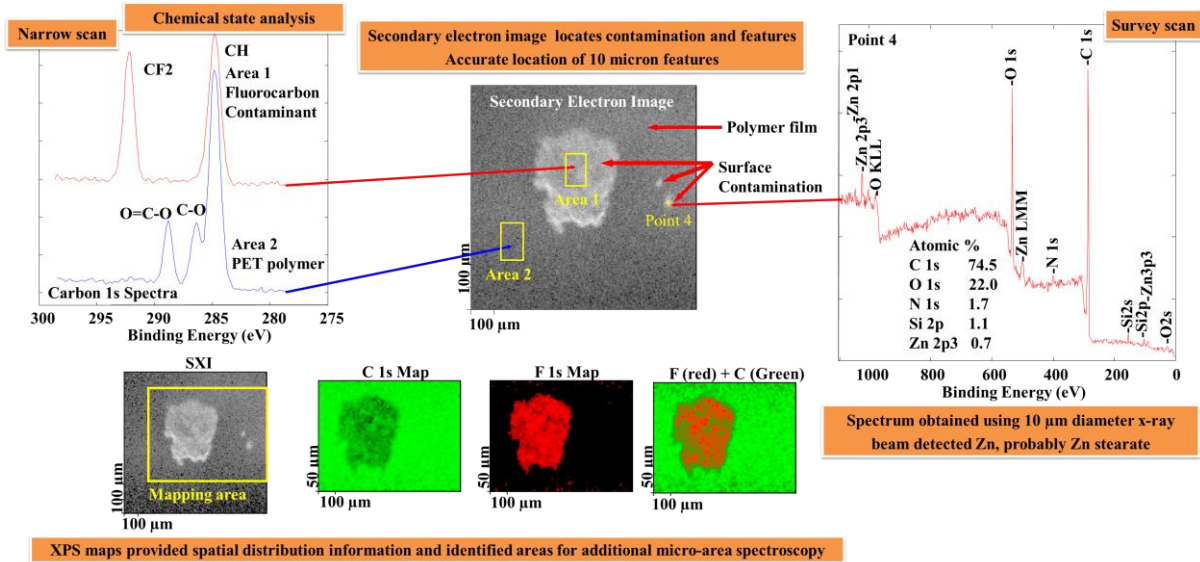 Chemical state analysis
Narrow scan
CF2
CH
Area 1
Fluorocarbon
Contaminant
O=C-O
C-O
Area 2
PET polymer
Carbon 1s Spectra
300 295 290 285 280 275
Binding Energy (eV)
Secondary electron image locates contamination and features
Accurate location of 10 micron features
Secondary Electron Image
Polymer film
Surface
Contamination
Area 1
Point 4
Area 2
100 µm
100 µm
Survey scan
Point 4
-Zn 2p1
-Zn 2p3
-O KLL
-O 1s
-Zn LMM
-N 1s
-C 1s
-Si2s
-Si2p
-Zn3p3
-O2s
Atomic %
C 1s 74.5
O 1s 22.0
N 1s 1.7
Si 2p 1.1
Zn 2p3 0.7
1000 800 600 400 200 0
Binding Energy (eV)
Spectrum obtained using 10 µm diameter x-ray
beam detected Zn, probably Zn stearate
SXI
Mapping area
100 µm
100 µm
C 1s Map
50 µm
100 µm
F 1s Map
50 µm
100 µm
F (red) + C (Green)
50 µm
100 µm
XPS maps provided spatial distribution information and identified areas for additional micro-area spectroscopy